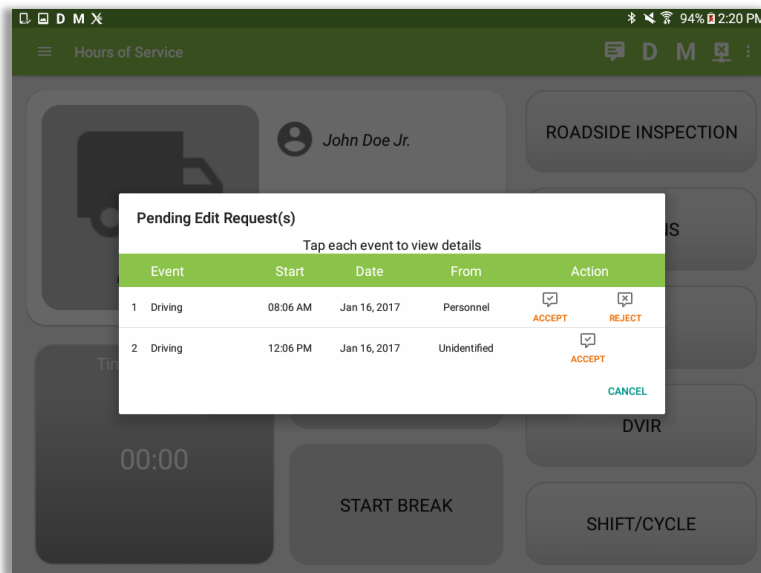 D M 94% 2:20 PM
Hours of Service D M
John Doe Jr.
ROADSIDE INSPECTION
NS
Pending Edit Request(s)
Tap each event to view details
Event Start Date From Action
1 Driving 08:06 AM Jan 16, 2017 Personnel ACCEPT REJECT
2 Driving 12:06 PM Jan 16, 2017 Unidentified ACCEPT
CANCEL
Tim
DVIR
00:00
START BREAK
SHIFT/CYCLE